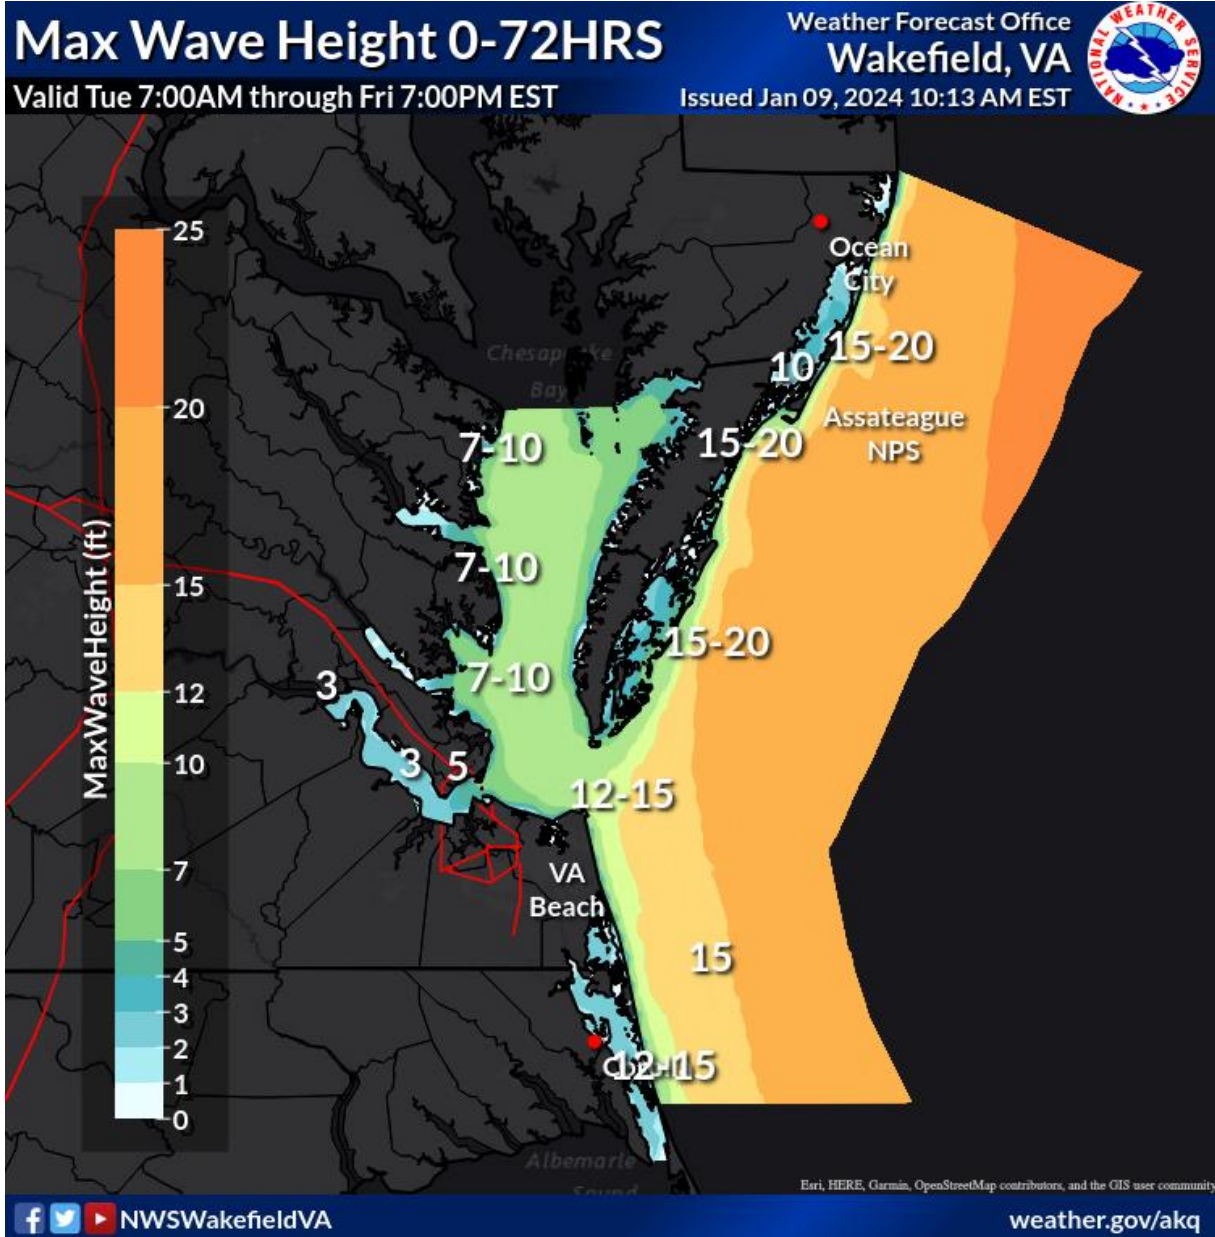 Max Wave Height 0-72HRS
Valid Tue 7:00AM through Fri 7:00PM EST
Weather Forecast Office
Wakefield, VA
Issued Jan 09, 2024 10:13 AM EST
NATIONAL WEATHER SERVICE
MaxWaveHeight (ft)
25
20
15
12
10
7
5
4
3
2
1
0
Ocean
City
Chesapeake
Bay
10
15-20
Assateague
NPS
7-10
15-20
7-10
15-20
7-10
3
3
5
12-15
VA
Beach
15
12-15
Albemarle
Sound
Esri, HERE, Garmin, OpenStreetMap contributors, and the GIS user community
NWSWakefieldVA
weather.gov/akq